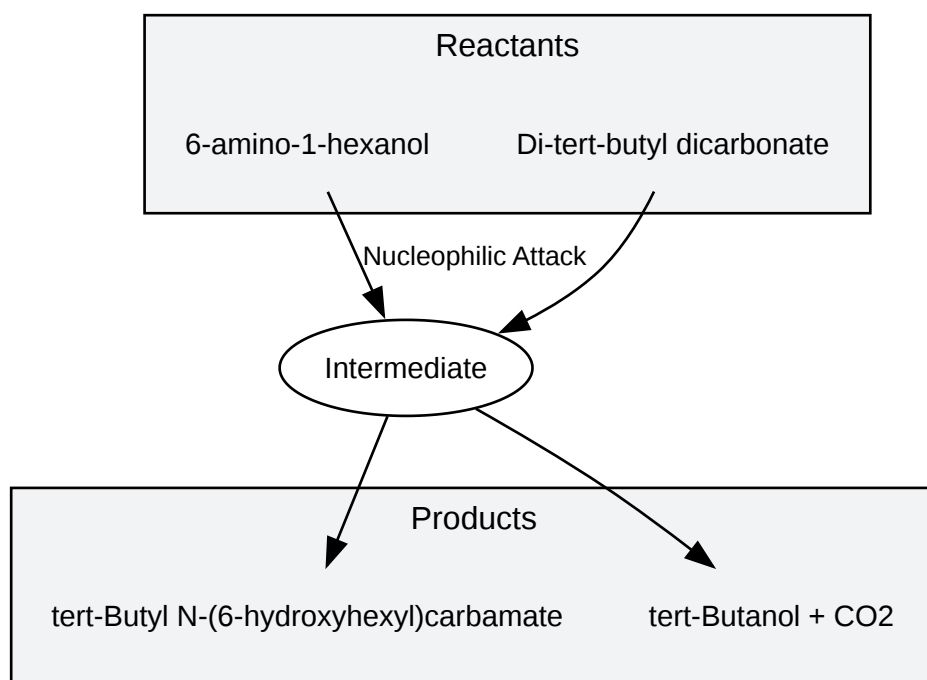 Reactants
6-amino-1-hexanol
Di-tert-butyl dicarbonate
Nucleophilic Attack
Intermediate
Products
tert-Butyl N-(6-hydroxyhexyl)carbamate
tert-Butanol + CO2